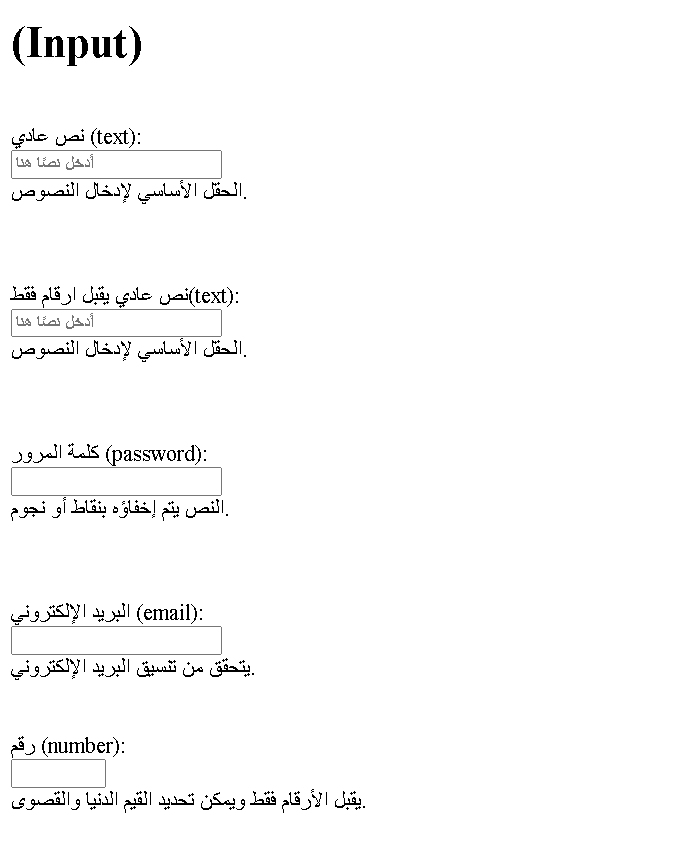 (Input)
نص عادي (text):
أدخل نصًا هنا
الحقل الأساسي لإدخال النصوص.
نص عادي يقبل ارقام فقط(text):
أدخل نصًا هنا
الحقل الأساسي لإدخال النصوص.
كلمة المرور (password):
النص يتم إخفاؤه بنقاط أو نجوم.
البريد الإلكتروني (email):
يتحقق من تنسيق البريد الإلكتروني.
رقم (number):
يقبل الأرقام فقط ويمكن تحديد القيم الدنيا والقصوى.